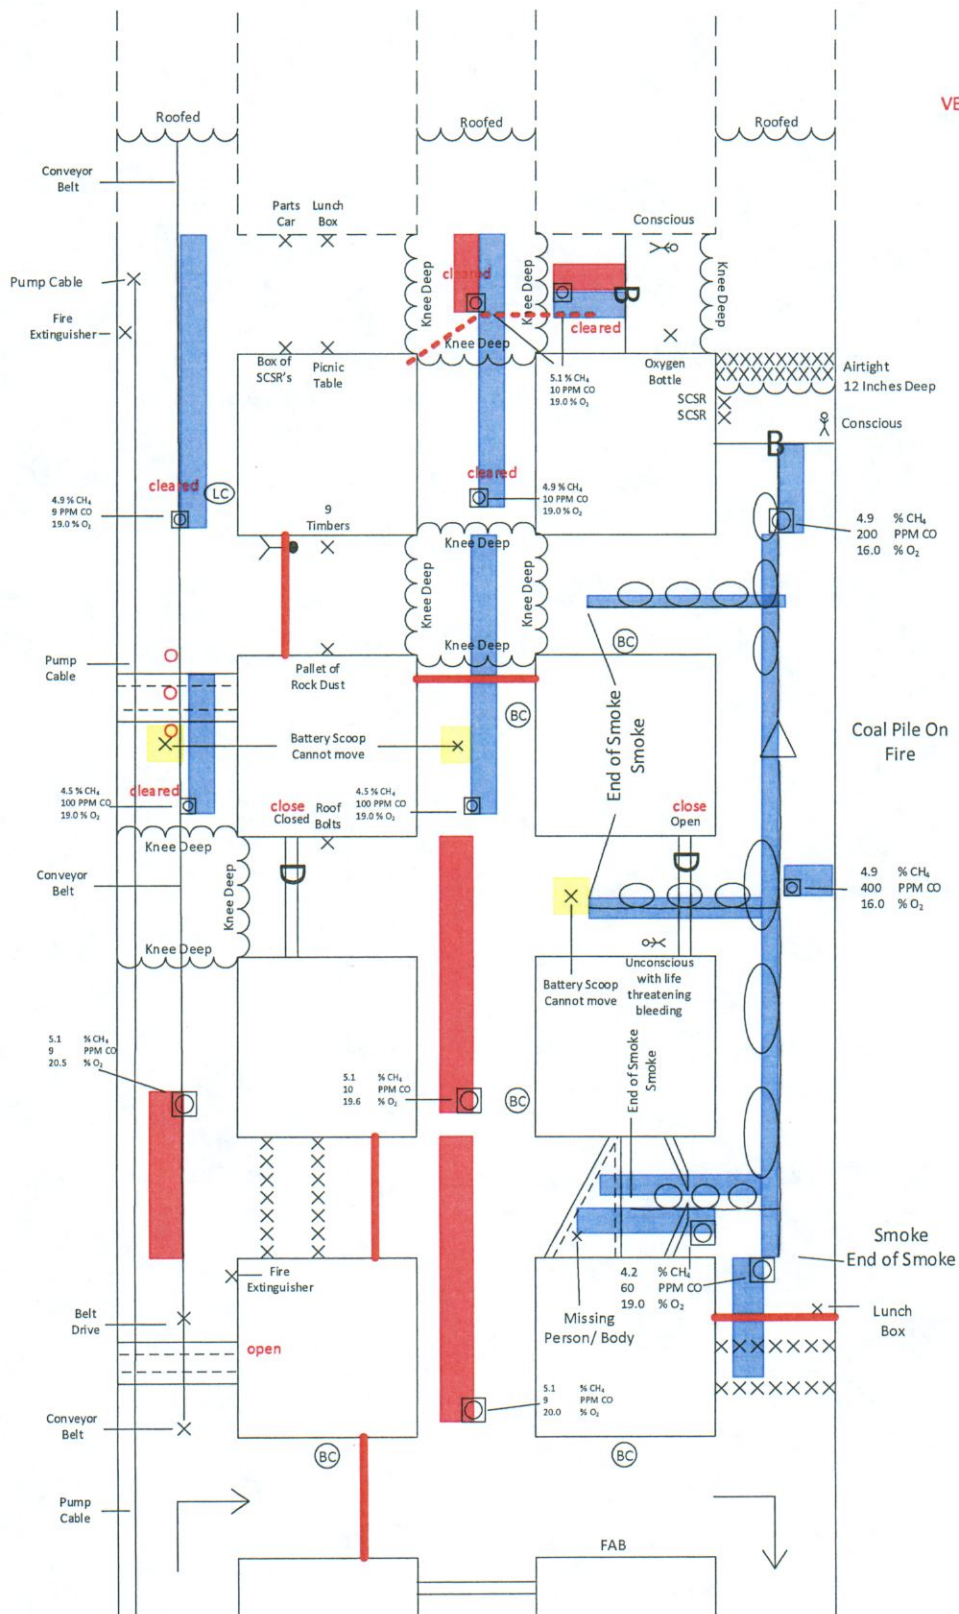 VE
Roofed
Roofed
Roofed
Conveyor
Belt
Parts
Car
Lunch
Box
Conscious
Pump Cable
Fire
Extinguisher
Knee Deep
cleared
Knee Deep
B
cleared
Knee Deep
Knee Deep
Box of
SCSR's
Picnic
Table
5.1 % CH₄
10 PPM CO
19.0 % O₂
Oxygen
Bottle
Airtight
12 Inches Deep
SCSR
SCSR
Conscious
B
cleared
LC
4.9 % CH₄
9 PPM CO
19.0 % O₂
cleared
4.9 % CH₄
10 PPM CO
19.0 % O₂
9
Timbers
4.9 % CH₄
200 PPM CO
16.0 % O₂
Knee Deep
Knee Deep
Knee Deep
Knee Deep
BC
Pump
Cable
Pallet of
Rock Dust
BC
End of Smoke
Smoke
Battery Scoop
Cannot move
Coal Pile On
Fire
cleared
4.5 % CH₄
100 PPM CO
19.0 % O₂
close
Closed
Roof
Bolts
4.5 % CH₄
100 PPM CO
19.0 % O₂
close
Open
Knee Deep
D
D
Conveyor
Belt
Knee Deep
Knee Deep
4.9 % CH₄
400 PPM CO
16.0 % O₂
Battery Scoop
Cannot move
Unconscious
with life
threatening
bleeding
5.1 % CH₄
9 PPM CO
20.5 % O₂
5.1 % CH₄
10 PPM CO
19.6 % O₂
BC
End of Smoke
Smoke
Smoke
End of Smoke
Fire
Extinguisher
4.2 % CH₄
60 PPM CO
19.0 % O₂
Belt
Drive
Missing
Person/ Body
Lunch
Box
open
5.1 % CH₄
9 PPM CO
20.0 % O₂
Conveyor
Belt
BC
BC
Pump
Cable
FAB